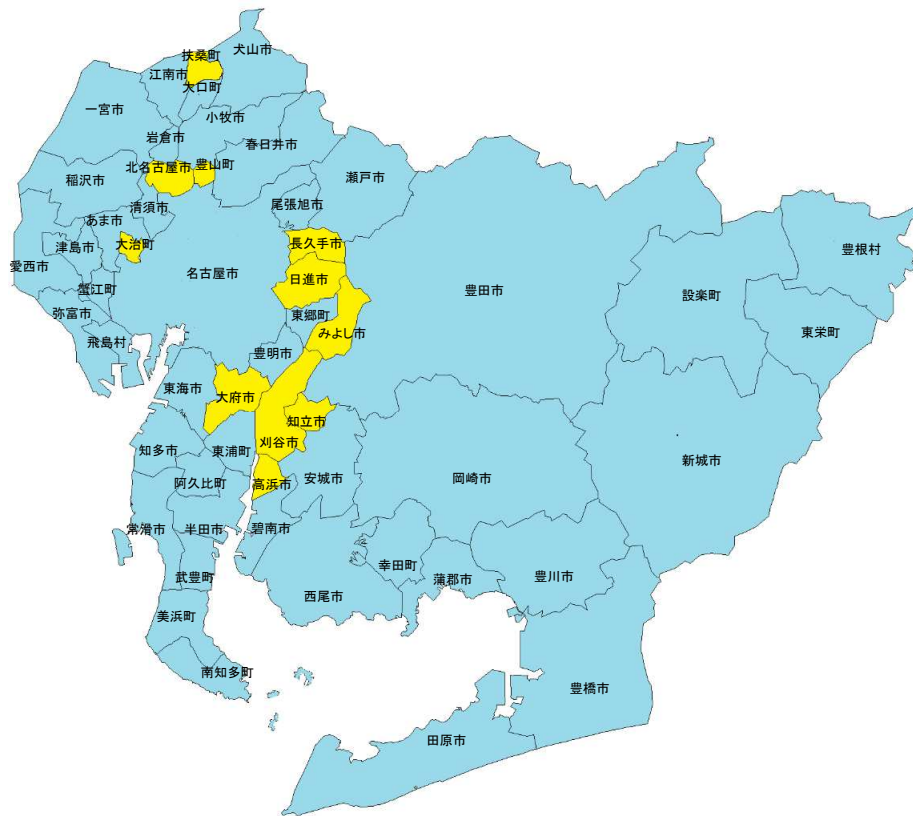 扶桑町
犬山市
江南市
大口町
一宮市
小牧市
岩倉市
春日井市
北名古屋市
豊山町
瀬戸市
稲沢市
尾張旭市
清須市
あま市
津島市
大治町
長久手市
豊根村
愛西市
名古屋市
日進市
豊田市
設楽町
蟹江町
弥富市
東郷町
東栄町
みよし市
飛島村
豊明市
東海市
大府市
知立市
刈谷市
知多市
東浦町
新城市
阿久比町
高浜市
安城市
岡崎市
常滑市
半田市
碧南市
武豊町
幸田町
蒲郡市
豊川市
西尾市
美浜町
南知多町
豊橋市
田原市